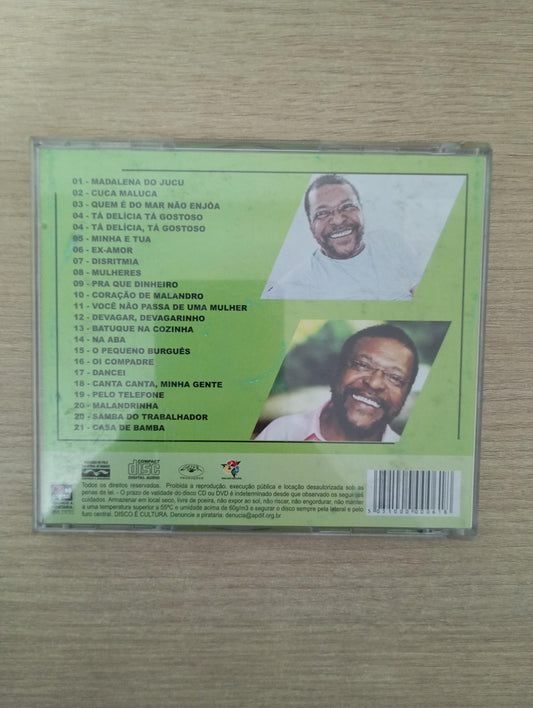 01 - MADALENA DO JUCU
02 - CUCA MALUCA
03 - QUEM É DO MAR NÃO ENJÔA
04 - TÁ DELÍCIA TÁ GOSTOSO
04 - TÁ DELÍCIA, TÁ GOSTOSO
05 - MINHA E TUA
06 - EX-AMOR
07 - DISRITMIA
08 - MULHERES
09 - PRA QUE DINHEIRO
10 - CORAÇÃO DE MALANDRO
11 - VOCÊ NÃO PASSA DE UMA MULHER
12 - DEVAGAR, DEVAGARINHO
13 - BATUQUE NA COZINHA
14 - NA ABA
15 - O PEQUENO BURGUÊS
16 - OI COMPADRE
17 - DANCEI
18 - CANTA CANTA, MINHA GENTE
19 - PELO TELEFONE
20 - MALANDRINHA
20 - SAMBA DO TRABALHADOR
21 - CASA DE BAMBA
COMPACT
disc
DIGITAL AUDIO
Todos os direitos reservados. Proibida a reprodução, execução pública e locação desautorizada sob as
penas de lei. - O prazo de validade do disco CD ou DVD é indeterminado desde que observado os seguintes
cuidados: Armazenar em local seco, livre de poeira, não expor ao sol, não riscar, não engordurar, não manter
a uma temperatura superior a 55ºC e umidade acima de 60g/m3 e segurar o disco sempre pela lateral e pelo
furo central. DISCO É CULTURA. Denuncie a pirataria: denucia@apdif.org.br